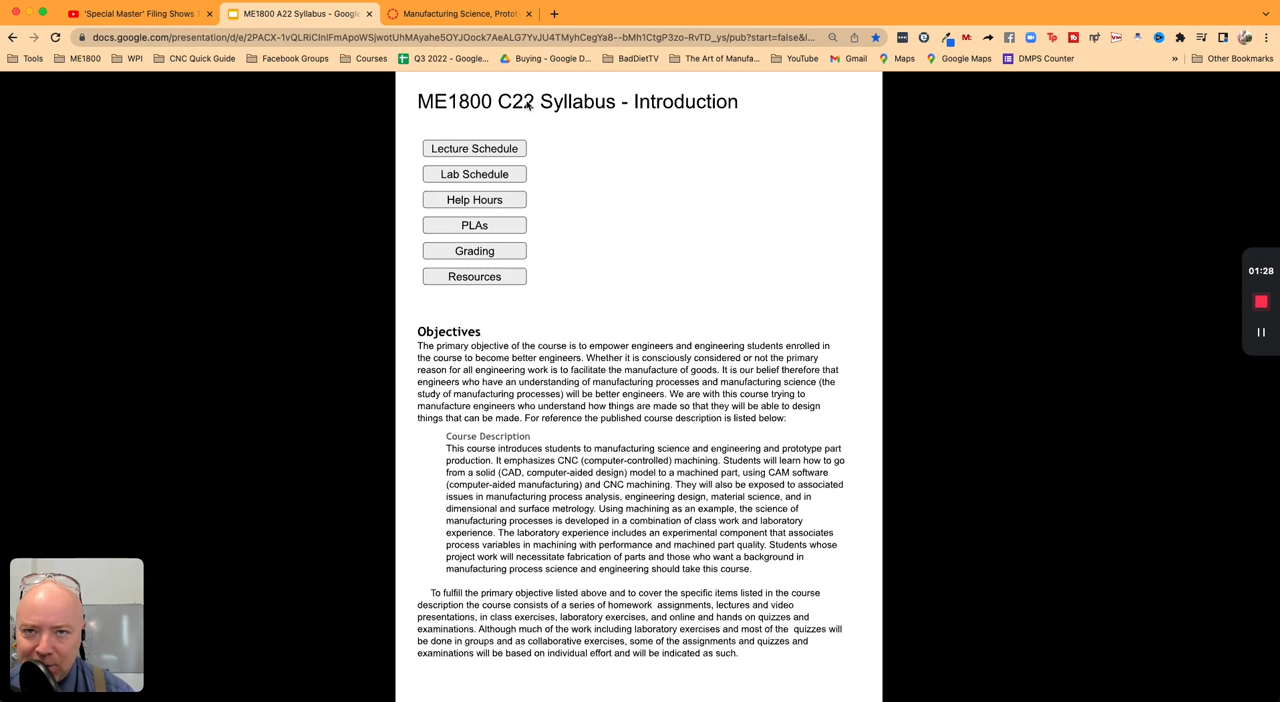 'Special Master' Filing Shows
ME1800 A22 Syllabus - Google
Manufacturing Science, Protot
docs.google.com/presentation/d/e/2PACX-1vQLRiCInIFmApoWSjwotUhMAyahe5OYJOock7AeALG7YvJU4TMyhCegYa8--bMh1CtgP3zo-RvTD_ys/pub?start=false&l...
Tools ME1800 WPI CNC Quick Guide Facebook Groups Courses Q3 2022 - Google... Buying - Google D... BadDietTV The Art of Manufa... YouTube Gmail Maps Google Maps DMPS Counter » Other Bookmarks
ME1800 C22 Syllabus - Introduction
Lecture Schedule
Lab Schedule
Help Hours
PLAs
Grading
Resources
01:28
Objectives
The primary objective of the course is to empower engineers and engineering students enrolled in
the course to become better engineers. Whether it is consciously considered or not the primary
reason for all engineering work is to facilitate the manufacture of goods. It is our belief therefore that
engineers who have an understanding of manufacturing processes and manufacturing science (the
study of manufacturing processes) will be better engineers. We are with this course trying to
manufacture engineers who understand how things are made so that they will be able to design
things that can be made. For reference the published course description is listed below:
Course Description
This course introduces students to manufacturing science and engineering and prototype part
production. It emphasizes CNC (computer-controlled) machining. Students will learn how to go
from a solid (CAD, computer-aided design) model to a machined part, using CAM software
(computer-aided manufacturing) and CNC machining. They will also be exposed to associated
issues in manufacturing process analysis, engineering design, material science, and in
dimensional and surface metrology. Using machining as an example, the science of
manufacturing processes is developed in a combination of class work and laboratory
experience. The laboratory experience includes an experimental component that associates
process variables in machining with performance and machined part quality. Students whose
project work will necessitate fabrication of parts and those who want a background in
manufacturing process science and engineering should take this course.
To fulfill the primary objective listed above and to cover the specific items listed in the course
description the course consists of a series of homework assignments, lectures and video
presentations, in class exercises, laboratory exercises, and online and hands on quizzes and
examinations. Although much of the work including laboratory exercises and most of the quizzes will
be done in groups and as collaborative exercises, some of the assignments and quizzes and
examinations will be based on individual effort and will be indicated as such.